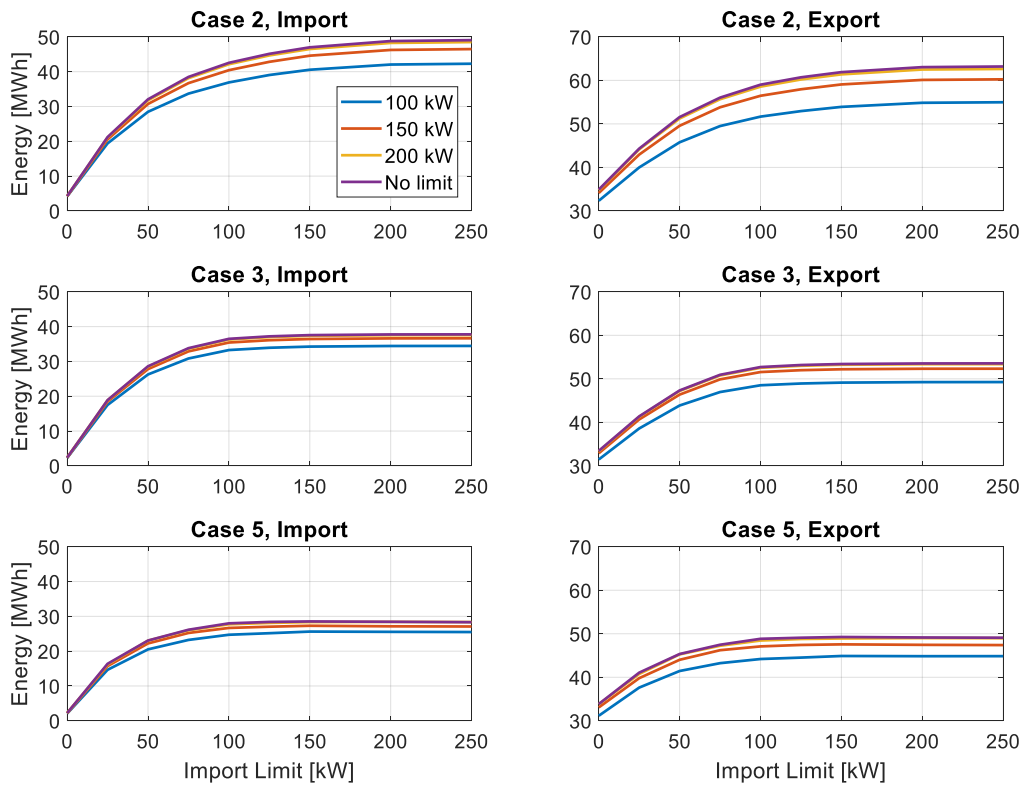 Case 2, Import
Case 2, Export
50
40
30
20
10
0
Energy [MWh]
100 kW
150 kW
200 kW
No limit
0 50 100 150 200 250
70
60
50
40
30
0 50 100 150 200 250
Case 3, Import
Case 3, Export
50
40
30
20
10
0
Energy [MWh]
0 50 100 150 200 250
70
60
50
40
30
0 50 100 150 200 250
Case 5, Import
Case 5, Export
50
40
30
20
10
0
Energy [MWh]
0 50 100 150 200 250
Import Limit [kW]
70
60
50
40
30
0 50 100 150 200 250
Import Limit [kW]